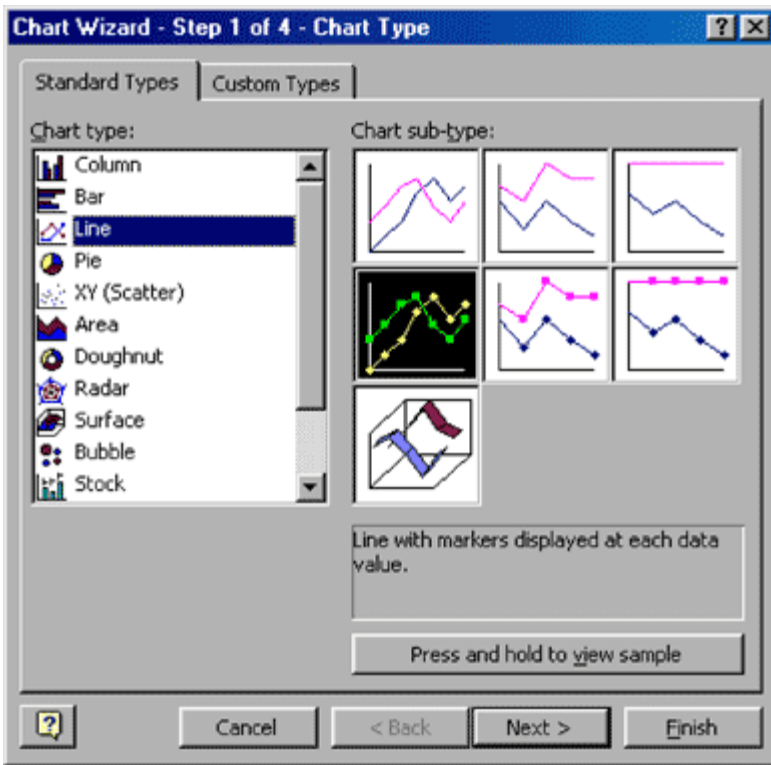 Chart Wizard - Step 1 of 4 - Chart Type
Standard Types
Custom Types
Chart type:
Column
Bar
Line
Pie
XY (Scatter)
Area
Doughnut
Radar
Surface
Bubble
Stock
Chart sub-type:
Line with markers displayed at each data
value.
Press and hold to view sample
Cancel
< Back
Next >
Finish